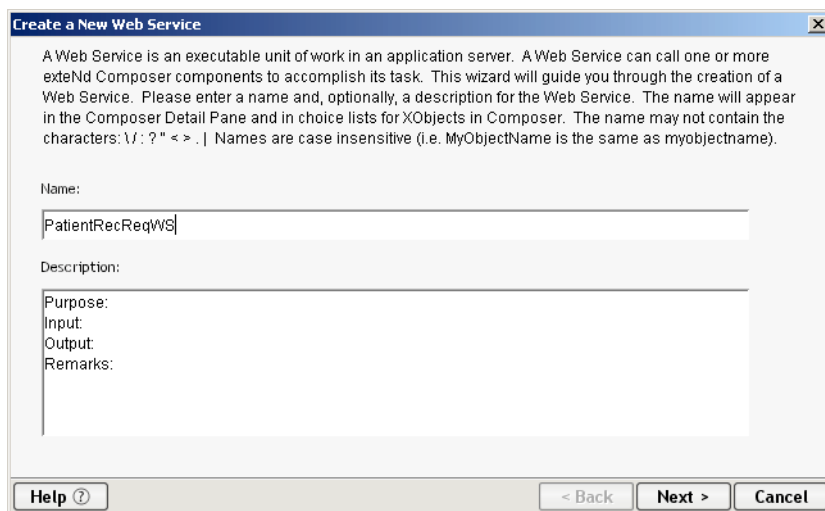 Create a New Web Service
A Web Service is an executable unit of work in an application server. A Web Service can call one or more
exteNd Composer components to accomplish its task. This wizard will guide you through the creation of a
Web Service. Please enter a name and, optionally, a description for the Web Service. The name will appear
in the Composer Detail Pane and in choice lists for XObjects in Composer. The name may not contain the
characters: \ / : ? " < > . | Names are case insensitive (i.e. MyObjectName is the same as myobjectname).
Name:
PatientRecReqWS
Description:
Purpose:
Input:
Output:
Remarks:
Help ?
< Back Next > Cancel